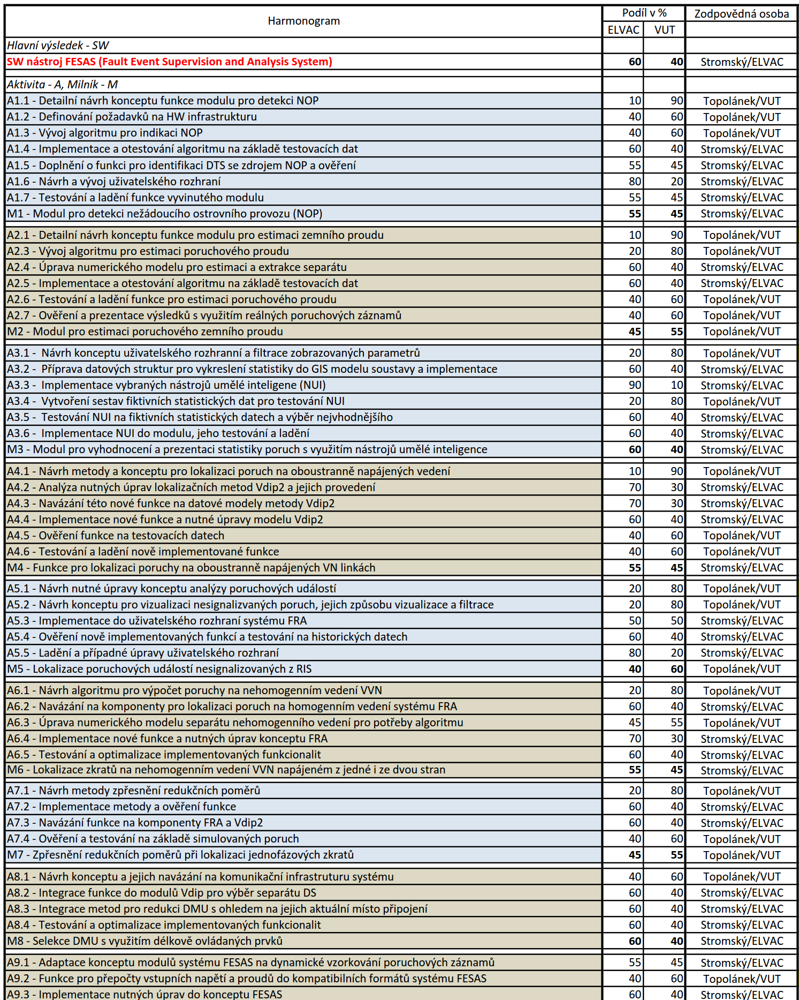 Harmonogram Podíl v % Zodpovědná osoba
ELVAC VUT
Hlavní výsledek - SW
SW nástroj FESAS (Fault Event Supervision and Analysis System) 60 40 Stromský/ELVAC
Aktivita - A, Milník - M
A1.1 - Detailní návrh konceptu funkce modulu pro detekci NOP 10 90 Topolánek/VUT
A1.2 - Definování požadavků na HW infrastrukturu 40 60 Topolánek/VUT
A1.3 - Vývoj algoritmu pro indikaci NOP 40 60 Topolánek/VUT
A1.4 - Implementace a otestování algoritmu na základě testovacích dat 60 40 Stromský/ELVAC
A1.5 - Doplnění o funkci pro identifikaci DTS se zdrojem NOP a ověření 55 45 Stromský/ELVAC
A1.6 - Návrh a vývoj uživatelského rozhraní 80 20 Stromský/ELVAC
A1.7 - Testování a ladění funkce vyvinutého modulu 55 45 Stromský/ELVAC
M1 - Modul pro detekci nežádoucího ostrovního provozu (NOP) 55 45 Stromský/ELVAC
A2.1 - Detailní návrh konceptu funkce modulu pro estimaci zemního proudu 10 90 Topolánek/VUT
A2.3 - Vývoj algoritmu pro estimaci poruchového proudu 20 80 Topolánek/VUT
A2.4 - Úprava numerického modelu pro estimaci a extrakce separátu 60 40 Stromský/ELVAC
A2.5 - Implementace a otestování algoritmu na základě testovacích dat 60 40 Stromský/ELVAC
A2.6 - Testování a ladění funkce pro estimaci poruchového proudu 40 60 Topolánek/VUT
A2.7 - Ověření a prezentace výsledků s využitím reálných poruchových záznamů 40 60 Topolánek/VUT
M2 - Modul pro estimaci poruchového zemního proudu 45 55 Topolánek/VUT
A3.1 - Návrh konceptu uživatelského rozhranní a filtrace zobrazovaných parametrů 20 80 Topolánek/VUT
A3.2 - Příprava datových struktur pro vykreslení statistiky do GIS modelu soustavy a implementace 60 40 Stromský/ELVAC
A3.3 - Implementace vybraných nástrojů umělé inteligene (NUI) 90 10 Stromský/ELVAC
A3.4 - Vytvoření sestav fiktivních statistických dat pro testování NUI 20 80 Topolánek/VUT
A3.5 - Testování NUI na fiktivních statistických datech a výběr nejvhodnějšího 60 40 Stromský/ELVAC
A3.6 - Implementace NUI do modulu, jeho testování a ladění 60 40 Stromský/ELVAC
M3 - Modul pro vyhodnocení a prezentaci statistiky poruch s využitím nástrojů umělé inteligence 60 40 Stromský/ELVAC
A4.1 - Návrh metody a konceptu pro lokalizaci poruch na oboustranně napájených vedení 10 90 Topolánek/VUT
A4.2 - Analýza nutných úprav lokalizačních metod Vdip2 a jejich provedení 70 30 Stromský/ELVAC
A4.3 - Navázání této nové funkce na datové modely metody Vdip2 70 30 Stromský/ELVAC
A4.4 - Implementace nové funkce a nutné úpravy modelu Vdip2 60 40 Stromský/ELVAC
A4.5 - Ověření funkce na testovacích datech 40 60 Topolánek/VUT
A4.6 - Testování a ladění nově implementované funkce 40 60 Topolánek/VUT
M4 - Funkce pro lokalizaci poruchy na oboustranně napájených VN linkách 55 45 Stromský/ELVAC
A5.1 - Návrh nutné úpravy konceptu analýzy poruchových událostí 20 80 Topolánek/VUT
A5.2 - Návrh konceptu pro vizualizaci nesignalizvaných poruch, jejich způsobu vizualizace a filtrace 20 80 Topolánek/VUT
A5.3 - Implementace do uživatelského rozhraní systému FRA 50 50 Stromský/ELVAC
A5.4 - Ověření nově implementovaných funkcí a testování na historických datech 60 40 Stromský/ELVAC
A5.5 - Ladění a případné úpravy uživatelského rozhraní 80 20 Stromský/ELVAC
M5 - Lokalizace poruchových událostí nesignalizovaných z RIS 40 60 Topolánek/VUT
A6.1 - Návrh algoritmu pro výpočet poruchy na nehomogenním vedení VVN 20 80 Topolánek/VUT
A6.2 - Navázání na komponenty pro lokalizaci poruch na homogenním vedení systému FRA 60 40 Stromský/ELVAC
A6.3 - Úprava numerického modelu separátu nehomogenního vedení pro potřeby algoritmu 45 55 Topolánek/VUT
A6.4 - Implementace nové funkce a nutných úprav konceptu FRA 70 30 Stromský/ELVAC
A6.5 - Testování a optimalizace implementovaných funkcionalit 60 40 Stromský/ELVAC
M6 - Lokalizace zkratů na nehomogenním vedení VVN napájeném z jedné i ze dvou stran 55 45 Stromský/ELVAC
A7.1 - Návrh metody zpřesnění redukčních poměrů 20 80 Topolánek/VUT
A7.2 - Implementace metody a ověření funkce 60 40 Stromský/ELVAC
A7.3 - Navázání funkce na komponenty FRA a Vdip2 60 40 Stromský/ELVAC
A7.4 - Ověření a testování na základě simulovaných poruch 40 60 Topolánek/VUT
M7 - Zpřesnění redukčních poměrů při lokalizaci jednofázových zkratů 45 55 Topolánek/VUT
A8.1 - Návrh konceptu a jejich navázání na komunikační infrastruturu systému 40 60 Topolánek/VUT
A8.2 - Integrace funkce do modulů Vdip pro výběr separátu DS 60 40 Stromský/ELVAC
A8.3 - Integrace metod pro redukci DMU s ohledem na jejich aktuální místo připojení 60 40 Stromský/ELVAC
A8.4 - Testování a optimalizace implementovaných funkcionalit 60 40 Stromský/ELVAC
M8 - Selekce DMU s využitím délkově ovládaných prvků 60 40 Stromský/ELVAC
A9.1 - Adaptace konceptu modulů systému FESAS na dynamické vzorkování poruchových záznamů 55 45 Stromský/ELVAC
A9.2 - Funkce pro přepočty vstupních napětí a proudů do kompatibilních formátů systému FESAS 40 60 Topolánek/VUT
A9.3 - Implementace nutných úprav do konceptu FESAS 60 40 Stromský/ELVAC